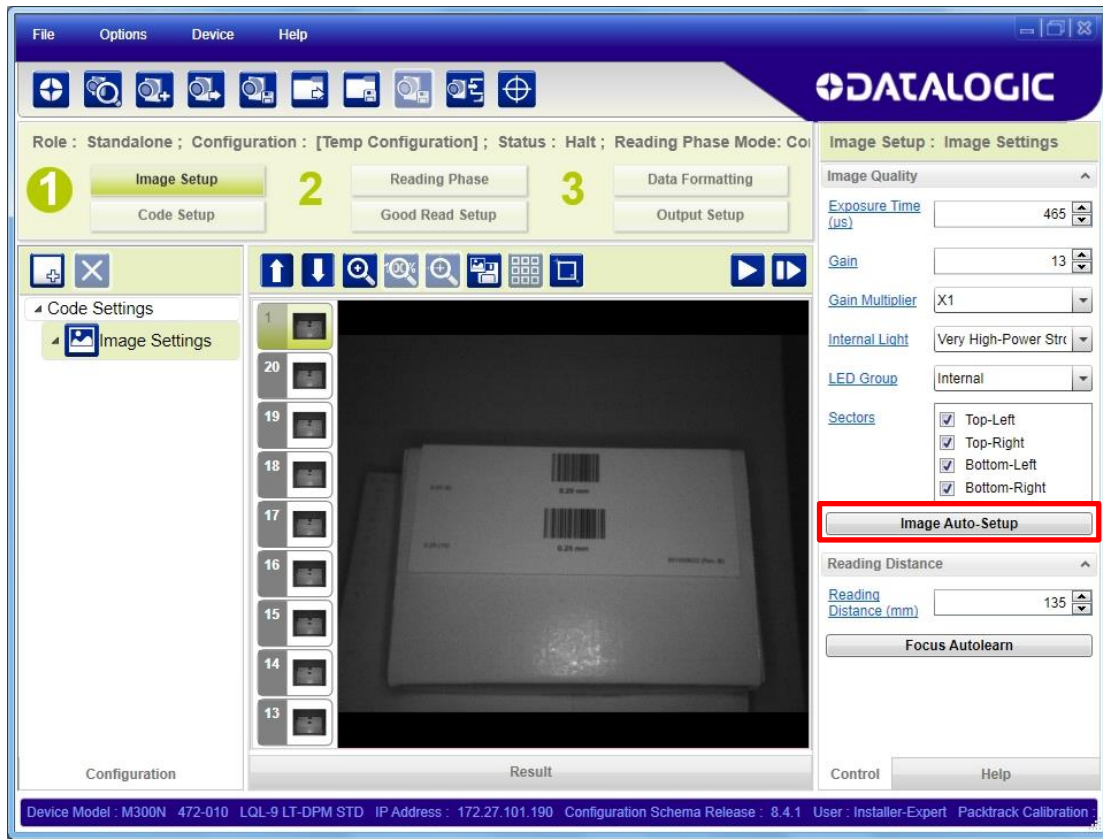 File Options Device Help
DATALOGIC
Role : Standalone ; Configuration : [Temp Configuration] ; Status : Halt ; Reading Phase Mode: Co
1 Image Setup 2 Reading Phase 3 Data Formatting
Code Setup Good Read Setup Output Setup
Code Settings
Image Settings
1
20
19
18
17
16
15
14
13
0.20 mm
0.25 mm
Configuration
Result
Image Setup : Image Settings
Image Quality
Exposure Time (µs) 465
Gain 13
Gain Multiplier X1
Internal Light Very High-Power Str
LED Group Internal
Sectors Top-Left
Top-Right
Bottom-Left
Bottom-Right
Image Auto-Setup
Reading Distance
Reading Distance (mm) 135
Focus Autolearn
Control Help
Device Model : M300N 472-010 LQL-9 LT-DPM STD IP Address : 172.27.101.190 Configuration Schema Release : 8.4.1 User : Installer-Expert Packtrack Calibration :